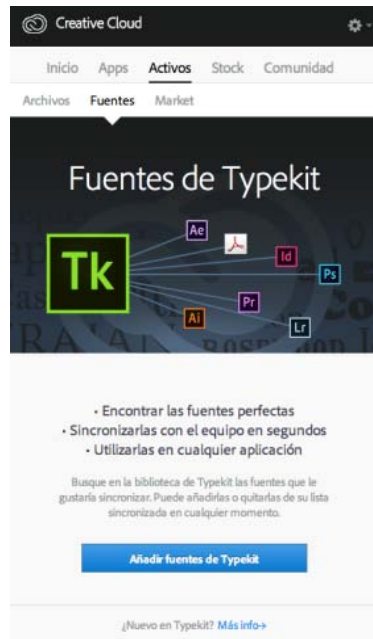 Creative Cloud
Inicio Apps Activos Stock Comunidad
Archivos Fuentes Market
Fuentes de Typekit
Ae
Id
Tk
Ps
Pr
Ai
Lr
• Encontrar las fuentes perfectas
• Sincronizarlas con el equipo en segundos
• Utilizarlas en cualquier aplicación
Busque en la biblioteca de Typekit las fuentes que le
gustaría sincronizar. Puede añadirlas o quitarlas de su lista
sincronizada en cualquier momento.
Añadir fuentes de Typekit
¿Nuevo en Typekit? Más info→